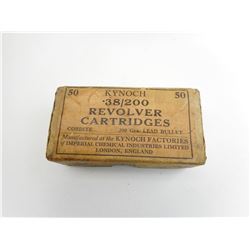 50 KYNOCH 50
·38/200
REVOLVER
CARTRIDGES
CORDITE 200 Grn: LEAD BULLET
Manufactured at the KYNOCH FACTORIES
of IMPERIAL CHEMICAL INDUSTRIES LIMITED
LONDON, ENGLAND